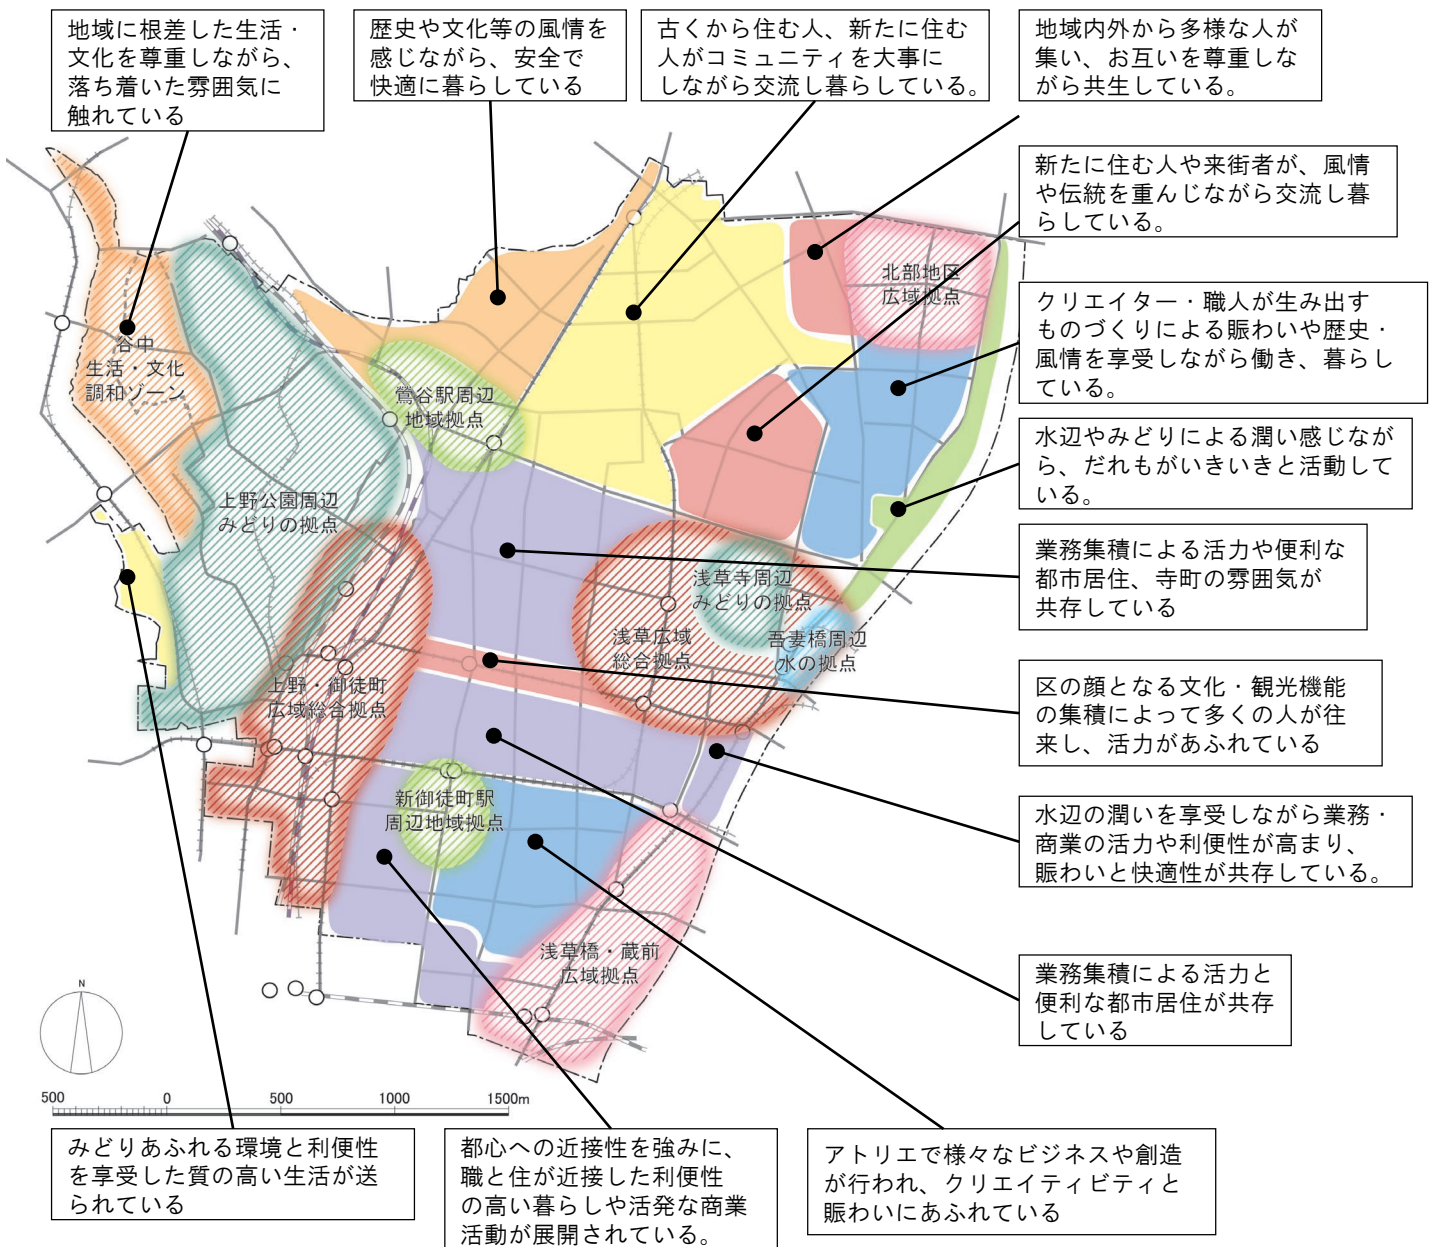 地域に根差した生活・
文化を尊重しながら、
落ち着いた雰囲気に
触れている
歴史や文化等の風情を
感じながら、安全で
快適に暮らしている
古くから住む人、新たに住む
人がコミュニティを大事に
しながら交流し暮らしている。
地域内外から多様な人が
集い、お互いを尊重しな
がら共生している。
新たに住む人や来街者が、風情
や伝統を重んじながら交流し暮
らしている。
クリエイター・職人が生み出す
ものづくりによる賑わいや歴史・
風情を享受しながら働き、暮らし
ている。
水辺やみどりによる潤い感じなが
ら、だれもがいきいきと活動して
いる。
業務集積による活力や便利な
都市居住、寺町の雰囲気が
共存している
区の顔となる文化・観光機能
の集積によって多くの人が往
来し、活力があふれている
水辺の潤いを享受しながら業務・
商業の活力や利便性が高まり、
賑わいと快適性が共存している。
業務集積による活力と
便利な都市居住が共存
している
北部地区
広域拠点
谷中
生活・文化
調和ゾーン
鶯谷駅周辺
地域拠点
上野公園周辺
みどりの拠点
浅草寺周辺
みどりの拠点
浅草広域
総合拠点
吾妻橋周辺
水の拠点
上野・御徒町
広域総合拠点
新御徒町駅
周辺地域拠点
浅草橋・蔵前
広域拠点
N
500 0 500 1000 1500m
みどりあふれる環境と利便性
を享受した質の高い生活が送
られている
都心への近接性を強みに、
職と住が近接した利便性
の高い暮らしや活発な商業
活動が展開されている。
アトリエで様々なビジネスや創造
が行われ、クリエイティビティと
賑わいにあふれている